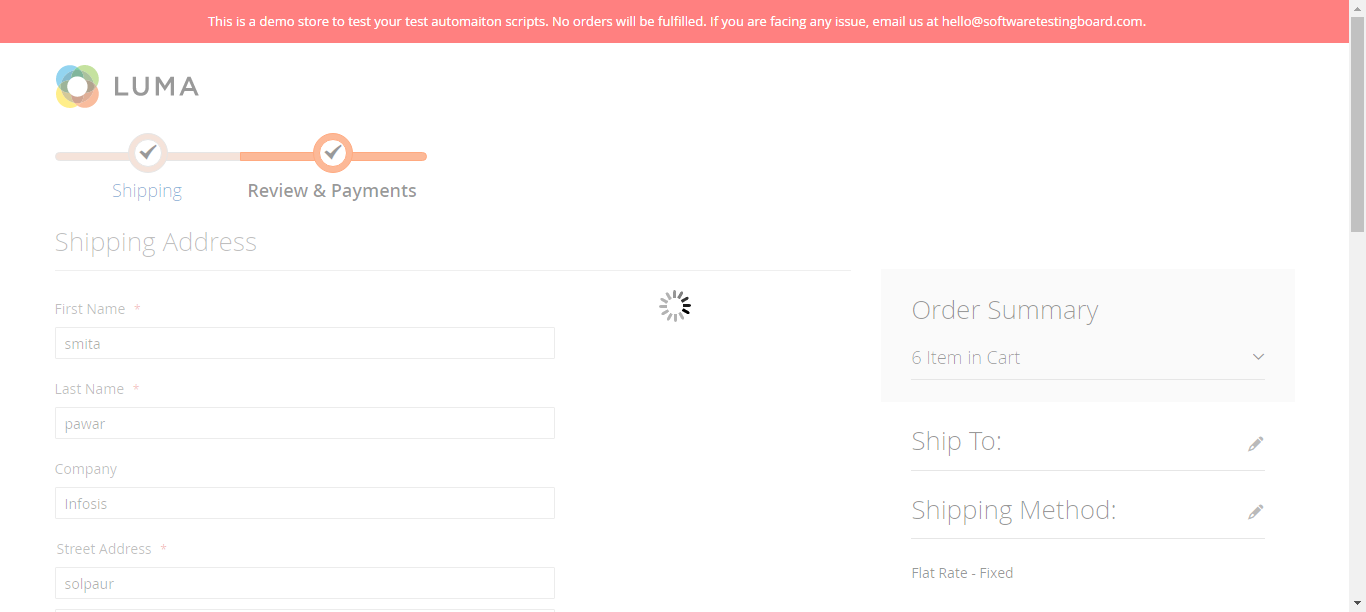 This is a demo store to test your test automaiton scripts. No orders will be fulfilled. If you are facing any issue, email us at hello@softwaretestingboard.com.
LUMA
Shipping
Review & Payments
Shipping Address
First Name *
smita
Last Name *
pawar
Company
Infosis
Street Address *
solpaur
Order Summary
6 Item in Cart
Ship To:
Shipping Method:
Flat Rate - Fixed